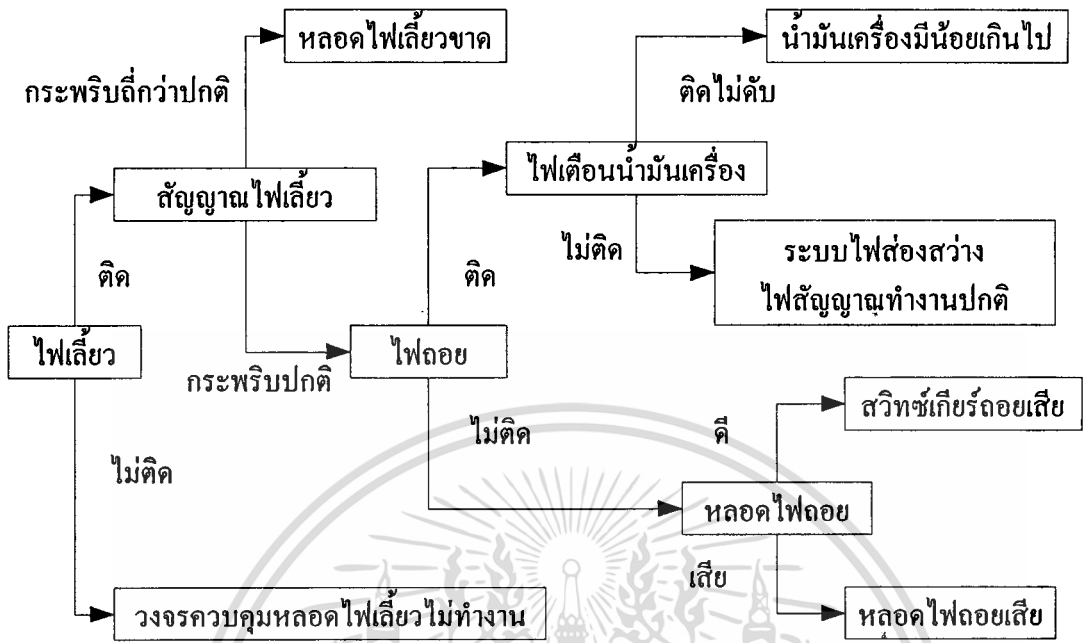 หลอดไฟเลี้ยวขาด
น้ำมันเครื่องมีน้อยเกินไป
กระพริบถี่กว่าปกติ
ติดไม่ดับ
สัญญาณไฟเลี้ยว
ไฟเตือนน้ำมันเครื่อง
ติด
ติด
ไม่ติด
ระบบไฟส่องสว่าง
ไฟสัญญาณทำงานปกติ
ไฟเลี้ยว
ไฟถอย
กระพริบปกติ
สวิทซ์เกียร์ถอยเสีย
ไม่ติด
ดี
ไม่ติด
หลอดไฟถอย
เสีย
วงจรควบคุมหลอดไฟเลี้ยวไม่ทำงาน
หลอดไฟถอยเสีย